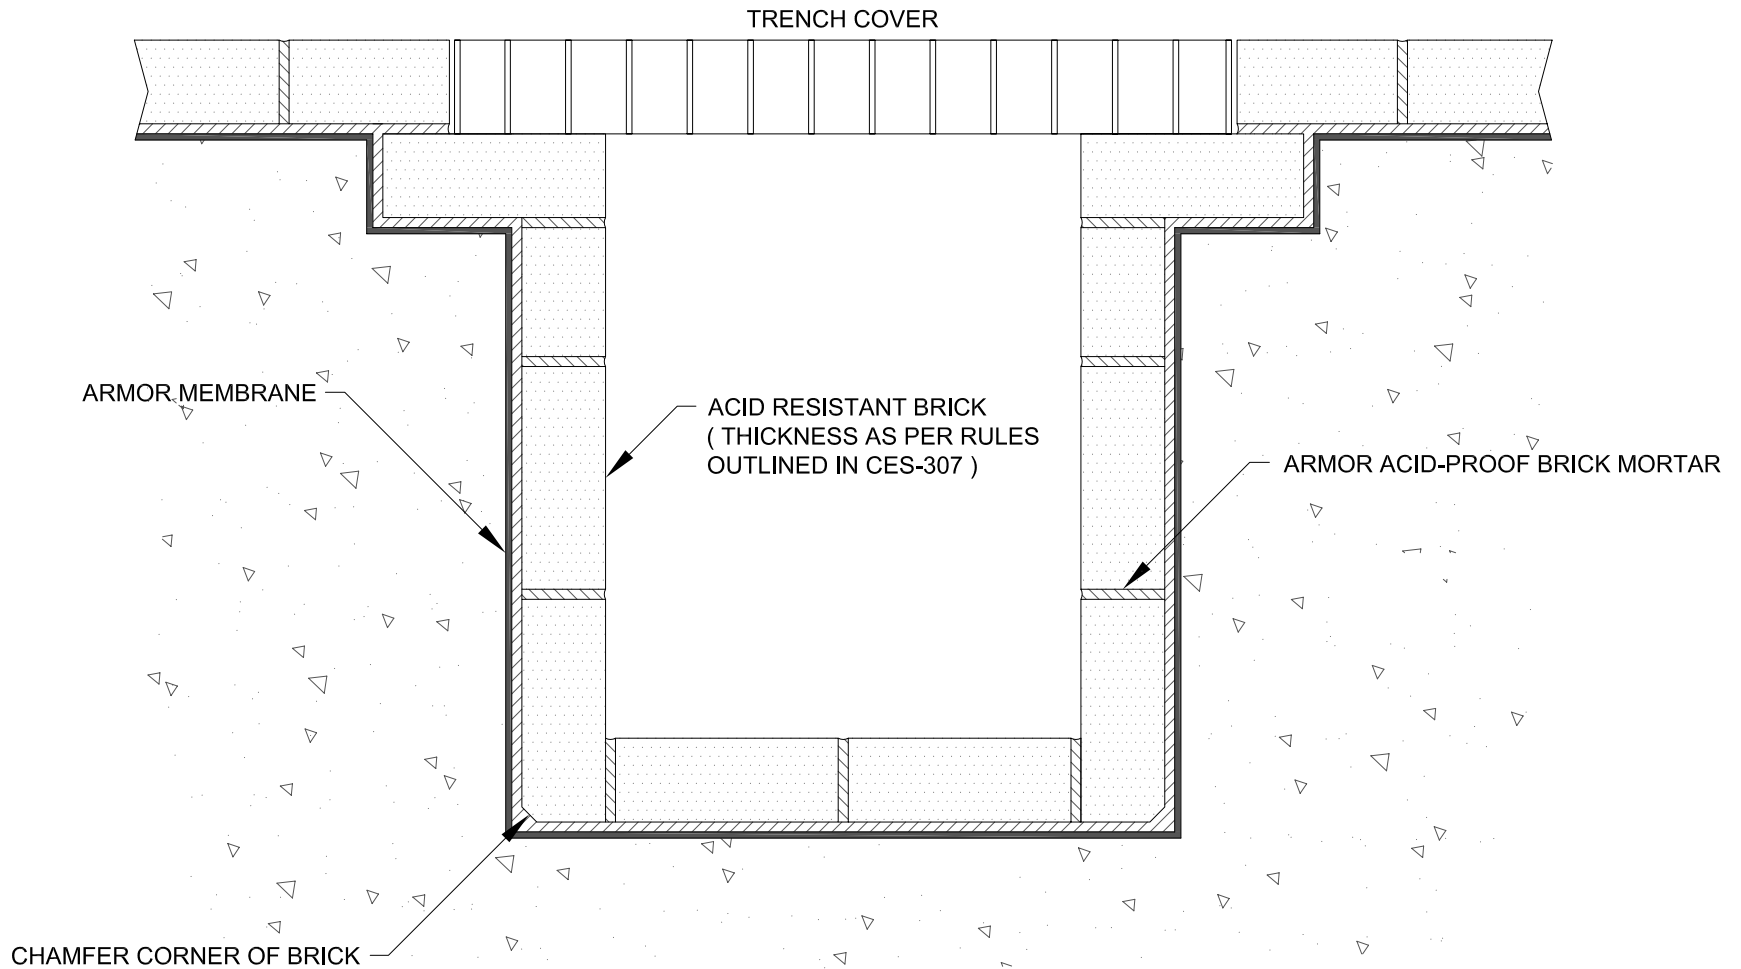 TRENCH COVER
ARMOR MEMBRANE
ACID RESISTANT BRICK
( THICKNESS AS PER RULES
OUTLINED IN CES-307 )
ARMOR ACID-PROOF BRICK MORTAR
CHAMFER CORNER OF BRICK